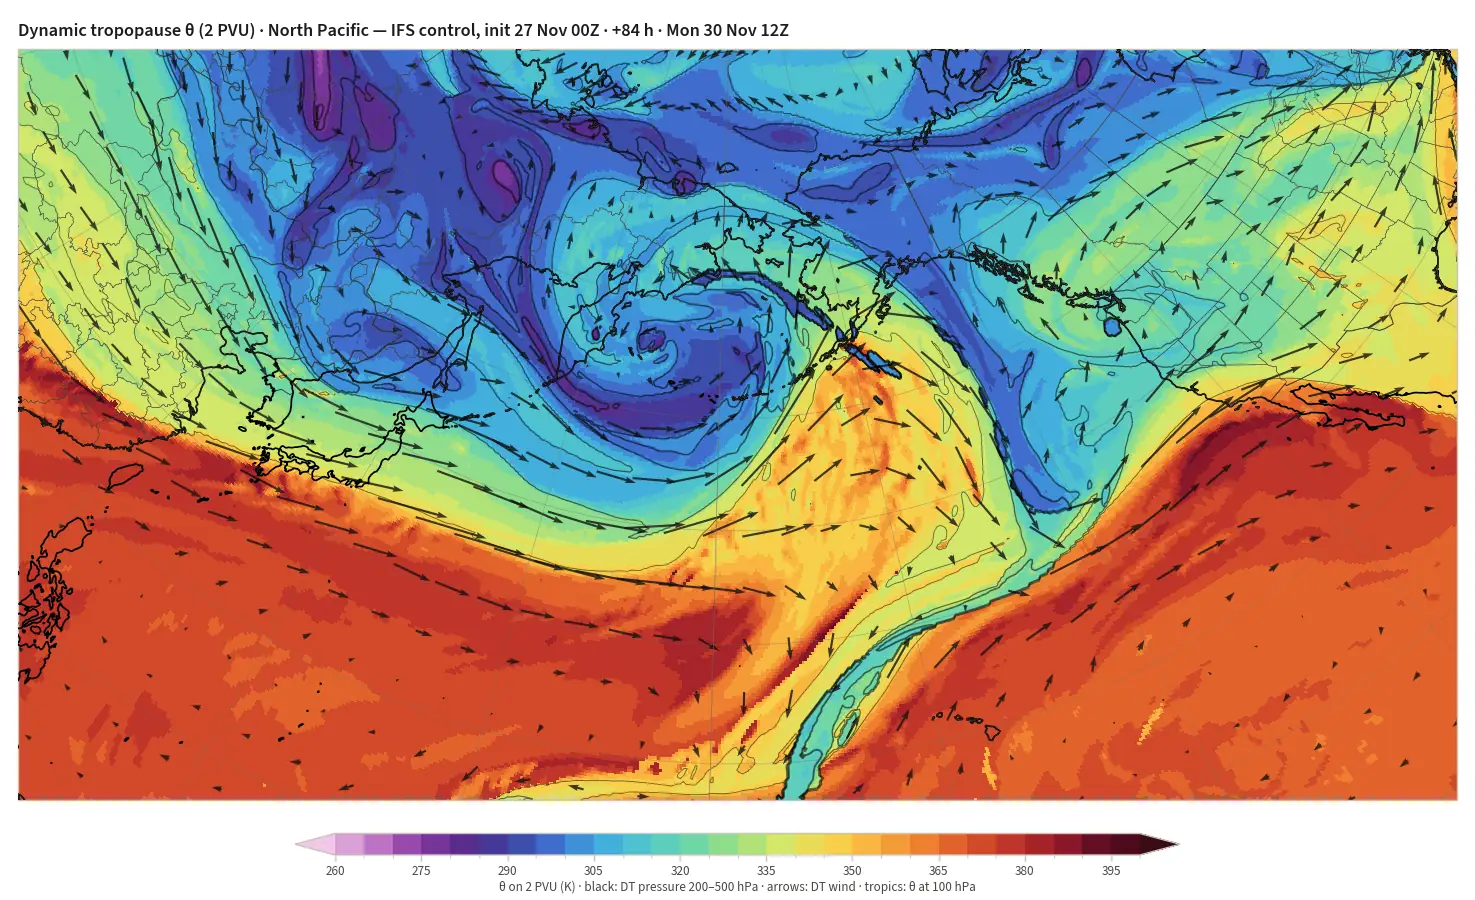 Dynamic tropopause θ (2 PVU) · North Pacific — IFS control, init 27 Nov 00Z · +84 h · Mon 30 Nov 12Z
260 275 290 305 320 335 350 365 380 395
θ on 2 PVU (K) · black: DT pressure 200–500 hPa · arrows: DT wind · tropics: θ at 100 hPa